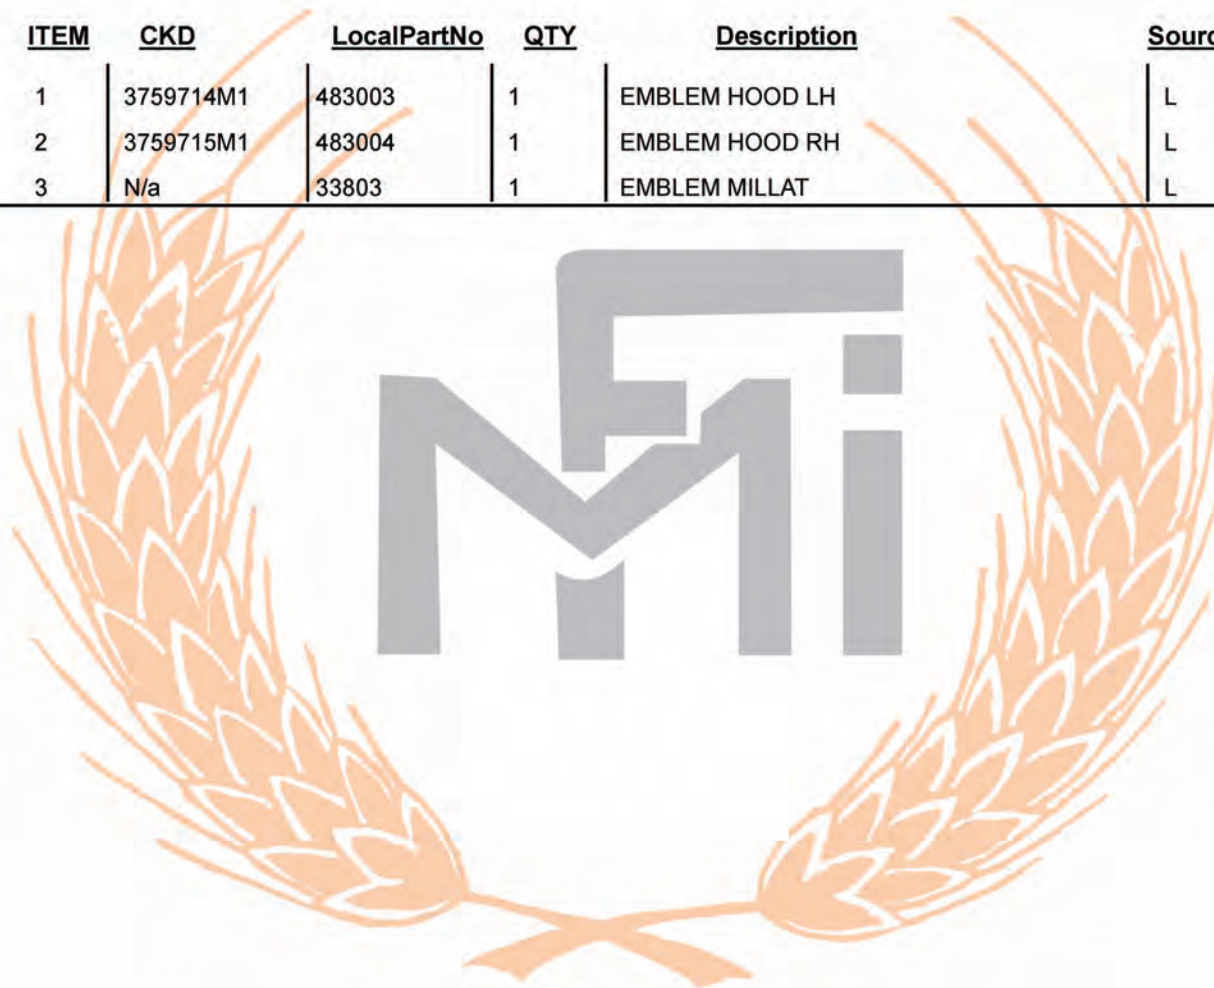 ITEM CKD LocalPartNo QTY Description Sourc
1 3759714M1 483003 1 EMBLEM HOOD LH L
2 3759715M1 483004 1 EMBLEM HOOD RH L
3 N/a 33803 1 EMBLEM MILLAT L